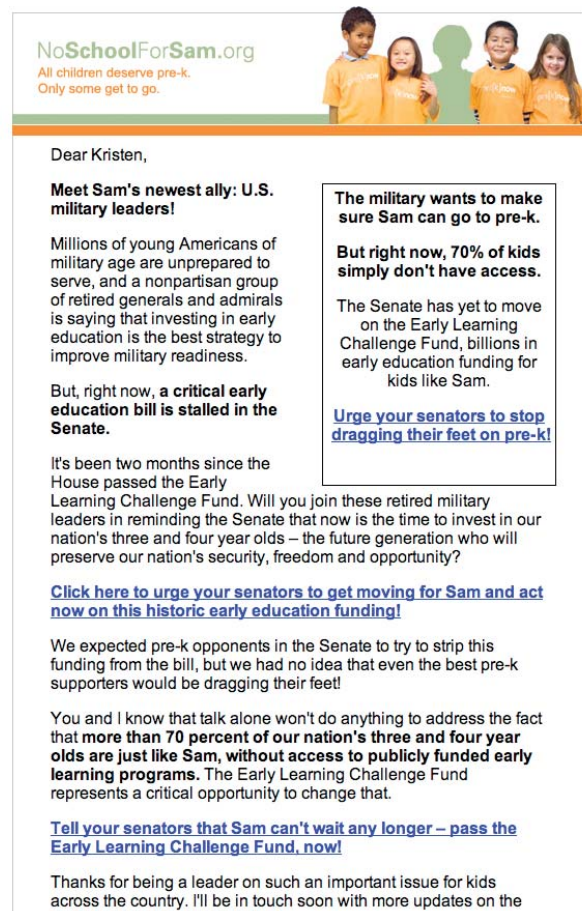 NoSchoolForSam.org
All children deserve pre-k.
Only some get to go.
Dear Kristen,
Meet Sam's newest ally: U.S.
military leaders!
Millions of young Americans of
military age are unprepared to
serve, and a nonpartisan group
of retired generals and admirals
is saying that investing in early
education is the best strategy to
improve military readiness.
But, right now, a critical early
education bill is stalled in the
Senate.
The military wants to make
sure Sam can go to pre-k.
But right now, 70% of kids
simply don't have access.
The Senate has yet to move
on the Early Learning
Challenge Fund, billions in
early education funding for
kids like Sam.
Urge your senators to stop
dragging their feet on pre-k!
It's been two months since the
House passed the Early
Learning Challenge Fund. Will you join these retired military
leaders in reminding the Senate that now is the time to invest in our
nation's three and four year olds – the future generation who will
preserve our nation's security, freedom and opportunity?
Click here to urge your senators to get moving for Sam and act
now on this historic early education funding!
We expected pre-k opponents in the Senate to try to strip this
funding from the bill, but we had no idea that even the best pre-k
supporters would be dragging their feet!
You and I know that talk alone won't do anything to address the fact
that more than 70 percent of our nation's three and four year
olds are just like Sam, without access to publicly funded early
learning programs. The Early Learning Challenge Fund
represents a critical opportunity to change that.
Tell your senators that Sam can't wait any longer – pass the
Early Learning Challenge Fund, now!
Thanks for being a leader on such an important issue for kids
across the country. I'll be in touch soon with more updates on the